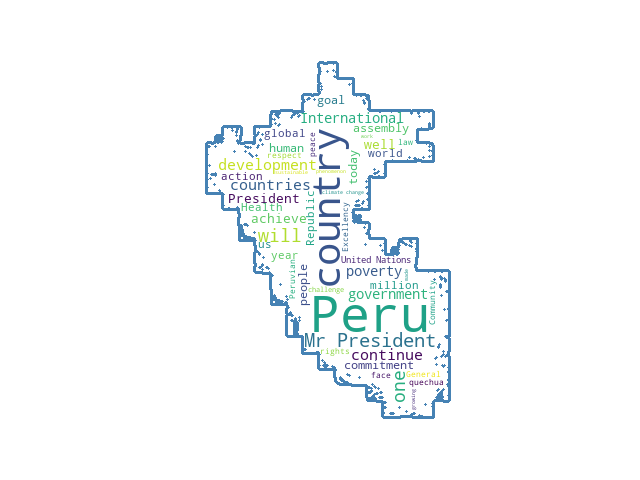 goal
International
country
peace
global
assembly
work
human
well
law
respect
world
development
today
sustainable
action
countries
climate change
President
Republic
Health
achieve
Excellency
will
us
year
United Nations
Peruvian
people
poverty
made
million
challenge
government
Community
Peru
Mr President
rights
continue
commitment
one
face
General
quechua
growing